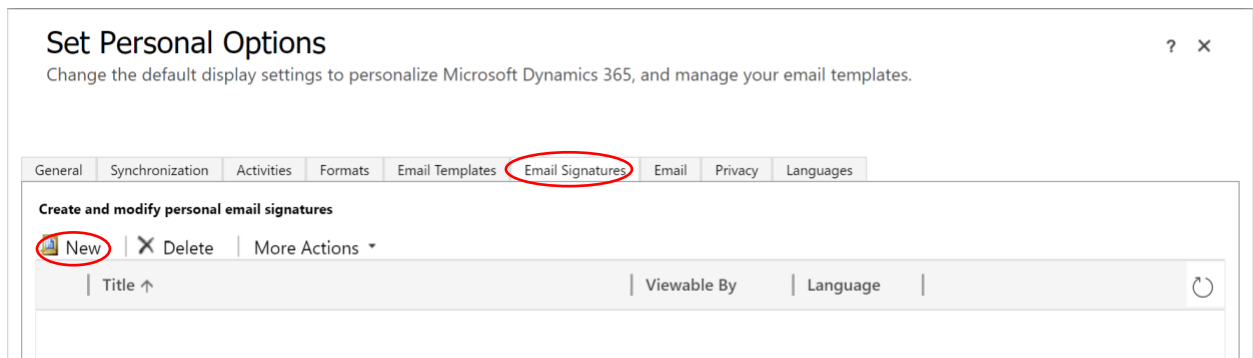 Set Personal Options
? ×
Change the default display settings to personalize Microsoft Dynamics 365, and manage your email templates.
General Synchronization Activities Formats Email Templates Email Signatures Email Privacy Languages
Create and modify personal email signatures
New Delete More Actions
Title ↑ Viewable By Language